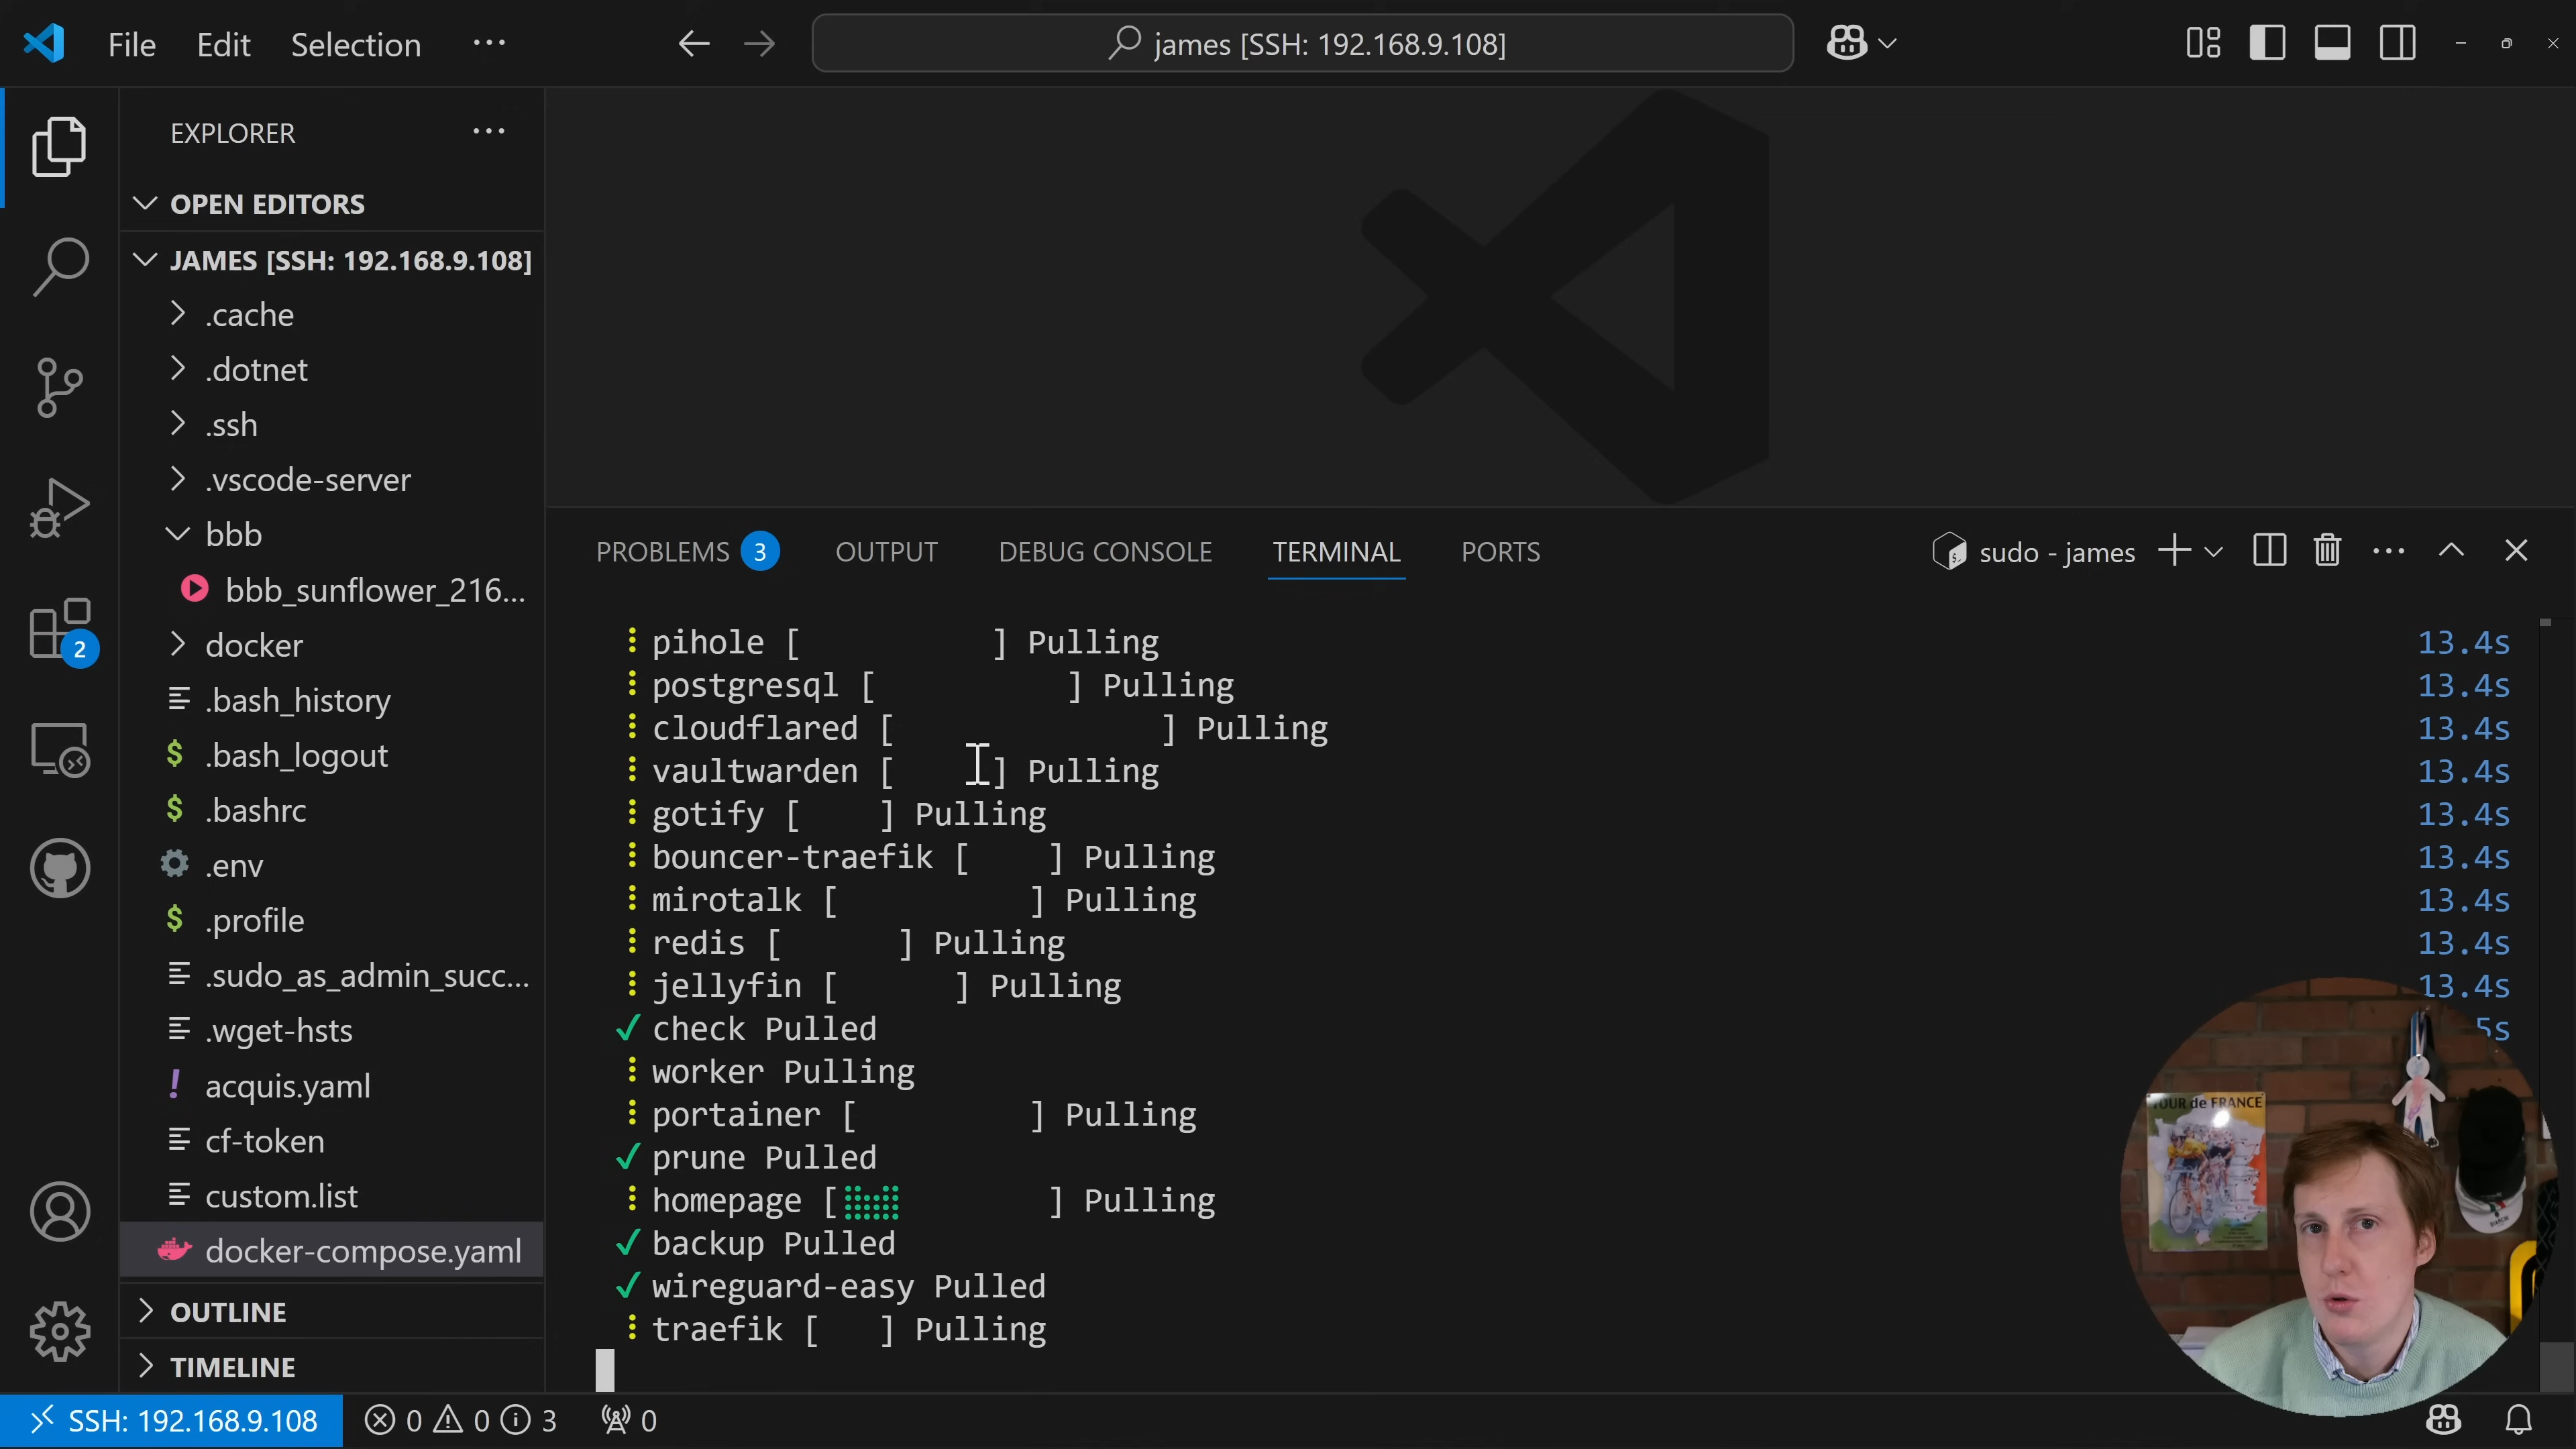 File Edit Selection ···
james [SSH: 192.168.9.108]
EXPLORER ···
OPEN EDITORS
JAMES [SSH: 192.168.9.108]
.cache
.dotnet
.ssh
.vscode-server
bbb
bbb_sunflower_216...
docker
.bash_history
$ .bash_logout
$ .bashrc
.env
$ .profile
.sudo_as_admin_succ...
.wget-hsts
! acquis.yaml
cf-token
custom.list
docker-compose.yaml
OUTLINE
TIMELINE
2
PROBLEMS 3 OUTPUT DEBUG CONSOLE TERMINAL PORTS
sudo - james
pihole [ ] Pulling 13.4s
postgresql [ ] Pulling 13.4s
cloudflared [ ] Pulling 13.4s
vaultwarden [ ] Pulling 13.4s
gotify [ ] Pulling 13.4s
bouncer-traefik [ ] Pulling 13.4s
mirotalk [ ] Pulling 13.4s
redis [ ] Pulling 13.4s
jellyfin [ ] Pulling 13.4s
✓ check Pulled 5s
worker Pulling
portainer [ ] Pulling
✓ prune Pulled
homepage [⣿⣿⣿ ] Pulling
✓ backup Pulled
✓ wireguard-easy Pulled
traefik [ ] Pulling
TOUR de FRANCE
SSH: 192.168.9.108 0 0 3 0